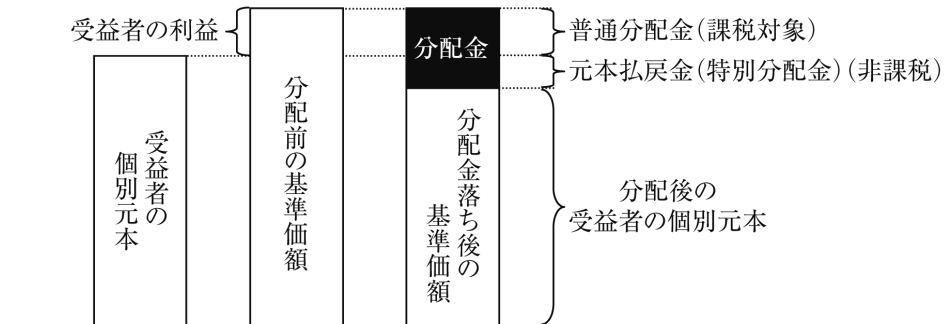 受益者の利益
受益者の
個別元本
分配前の基準価額
分配金
分配金落ち後の
基準価額
普通分配金(課税対象)
元本払戻金(特別分配金)(非課税)
分配後の
受益者の個別元本